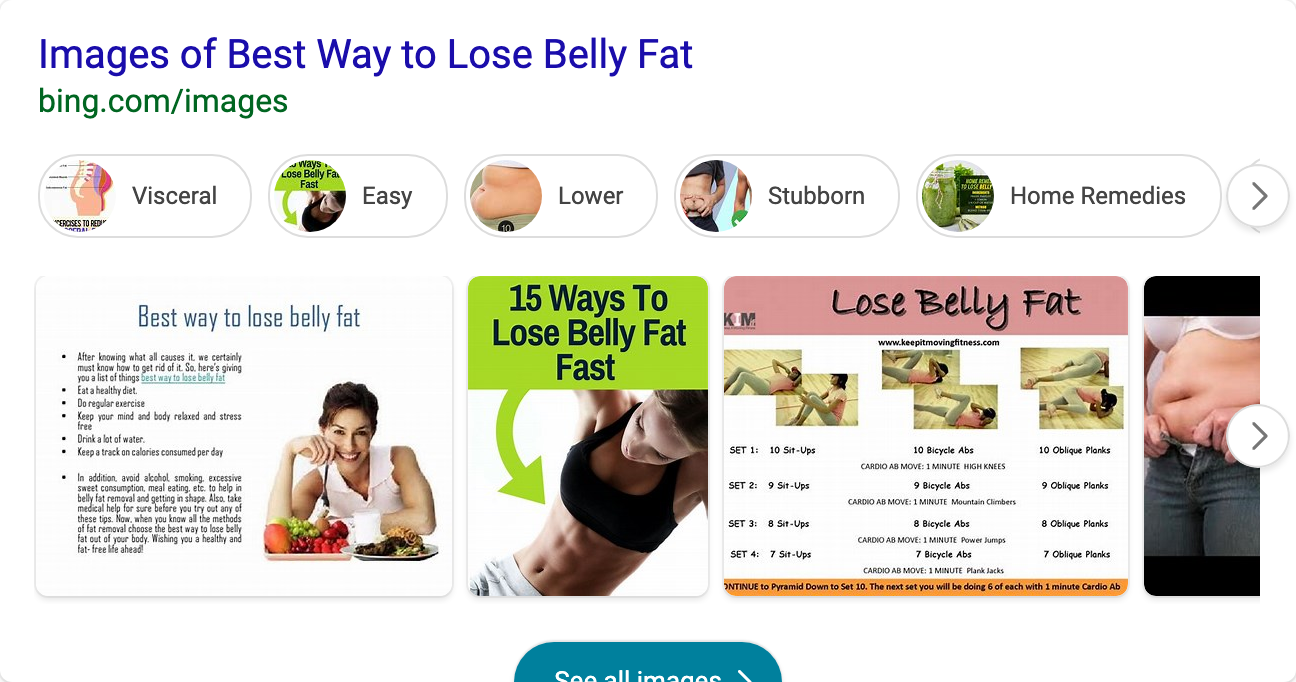 Images of Best Way to Lose Belly Fat
bing.com/images
Visceral
Easy
Lower
Stubborn
Home Remedies
15 Ways T
Lose Belly Fat
Fast
10
Best way to lose belly fat
After knowing what all causes it, we certainly
must know how to get rid of it. So, here's giving
you a list of things best way to lose belly fat
Eat a healthy diet.
Do regular exercise
Keep your mind and body relaxed and stress
free
Drink a lot of water.
Keep a track on calories consumed per day
In addition, avoid alcohol, smoking, excessive
sweet consumption, meal eating, etc. to help in
belly fat removal and getting in shape. Also, take
medical help for sure before you try out any of
these tips. Now, when you know all the methods
of fat removal choose the best way to lose belly
fat out of your body. Wishing you a healthy and
fat- free life ahead!
15 Ways To
Lose Belly Fat
Fast
Lose Belly Fat
KIM
www.keepitmovingfitness.com
SET 1: 10 Sit-Ups 10 Bicycle Abs 10 Oblique Planks
CARDIO AB MOVE: 1 MINUTE HIGH KNEES
SET 2: 9 Sit-Ups 9 Bicycle Abs 9 Oblique Planks
CARDIO AB MOVE: 1 MINUTE Mountain Climbers
SET 3: 8 Sit-Ups 8 Bicycle Abs 8 Oblique Planks
CARDIO AB MOVE: 1 MINUTE Power Jumps
SET 4: 7 Sit-Ups 7 Bicycle Abs 7 Oblique Planks
CARDIO AB MOVE: 1 MINUTE Plank Jacks
ONTINUE to Pyramid Down to Set 10. The next set you will be doing 6 of each with 1 minute Cardio Ab
See all images